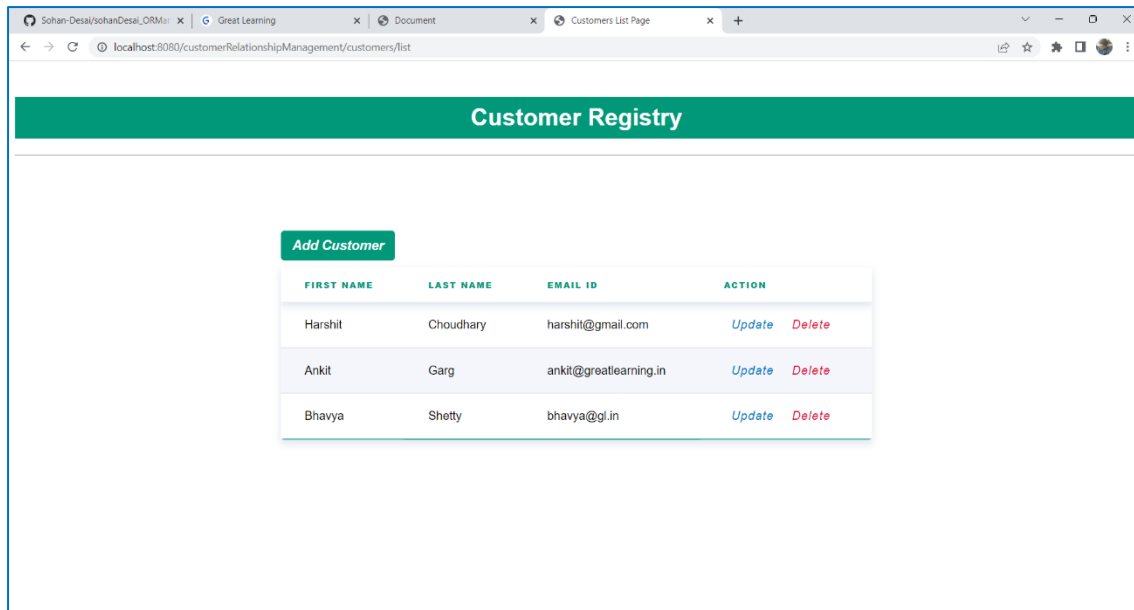 Sohan-Desai/sohanDesai_ORMa
Great Learning
Document
Customers List Page
localhost:8080/customerRelationshipManagement/customers/list
Customer Registry
Add Customer
FIRST NAME LAST NAME EMAIL ID ACTION
Harshit Choudhary harshit@gmail.com Update Delete
Ankit Garg ankit@greatlearning.in Update Delete
Bhavya Shetty bhavya@gl.in Update Delete